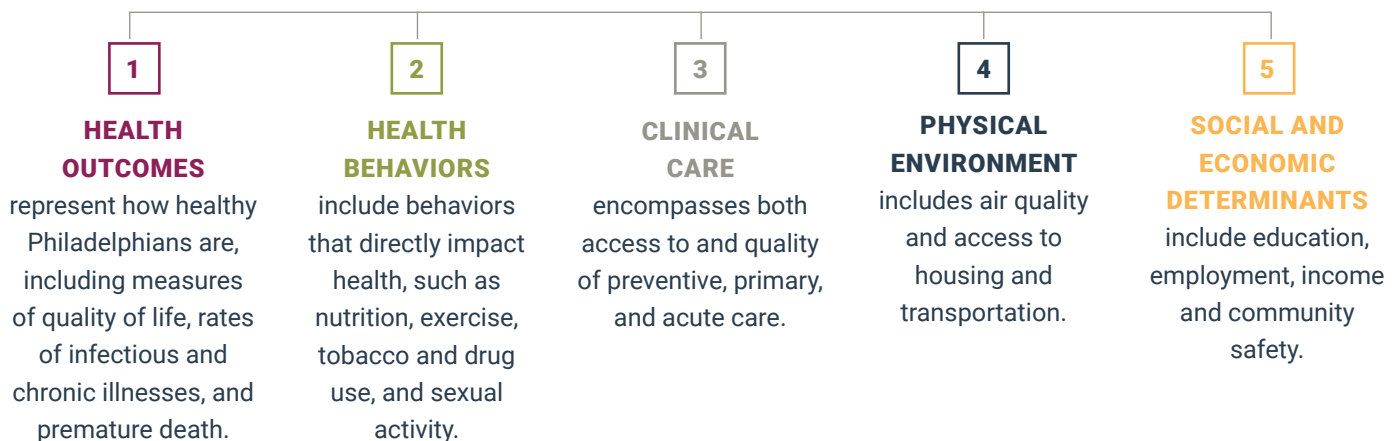 1
HEALTH
OUTCOMES
represent how healthy
Philadelphians are,
including measures
of quality of life, rates
of infectious and
chronic illnesses, and
premature death.
2
HEALTH
BEHAVIORS
include behaviors
that directly impact
health, such as
nutrition, exercise,
tobacco and drug
use, and sexual
activity.
3
CLINICAL
CARE
encompasses both
access to and quality
of preventive, primary,
and acute care.
4
PHYSICAL
ENVIRONMENT
includes air quality
and access to
housing and
transportation.
5
SOCIAL AND
ECONOMIC
DETERMINANTS
include education,
employment, income
and community
safety.